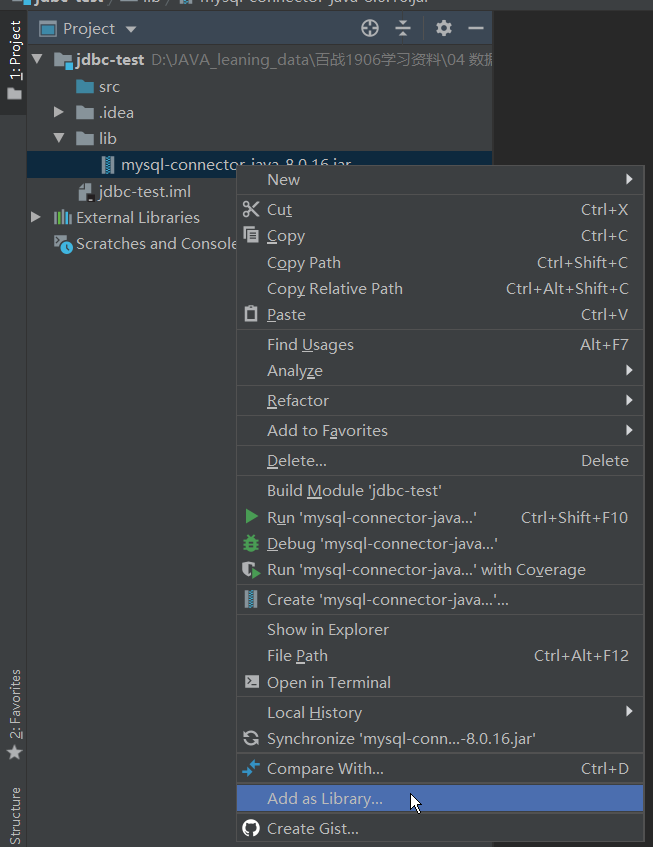 jdbc-test
lib
mysql-connector-java-8.0.16.jar
1: Project
Project
jdbc-test D:\JAVA_leaning_data\百战1906学习资料\04 数据
src
.idea
lib
mysql-connector-java-8.0.16.jar
jdbc-test.iml
External Libraries
Scratches and Console
New
Cut Ctrl+X
Copy Ctrl+C
Copy Path Ctrl+Shift+C
Copy Relative Path Ctrl+Alt+Shift+C
Paste Ctrl+V
Find Usages Alt+F7
Analyze
Refactor
Add to Favorites
Delete... Delete
Build Module 'jdbc-test'
Run 'mysql-connector-java...' Ctrl+Shift+F10
Debug 'mysql-connector-java...'
Run 'mysql-connector-java...' with Coverage
Create 'mysql-connector-java...'...
Show in Explorer
File Path Ctrl+Alt+F12
Open in Terminal
Local History
Synchronize 'mysql-conn...-8.0.16.jar'
Compare With... Ctrl+D
Add as Library...
Create Gist...
2: Favorites
Structure